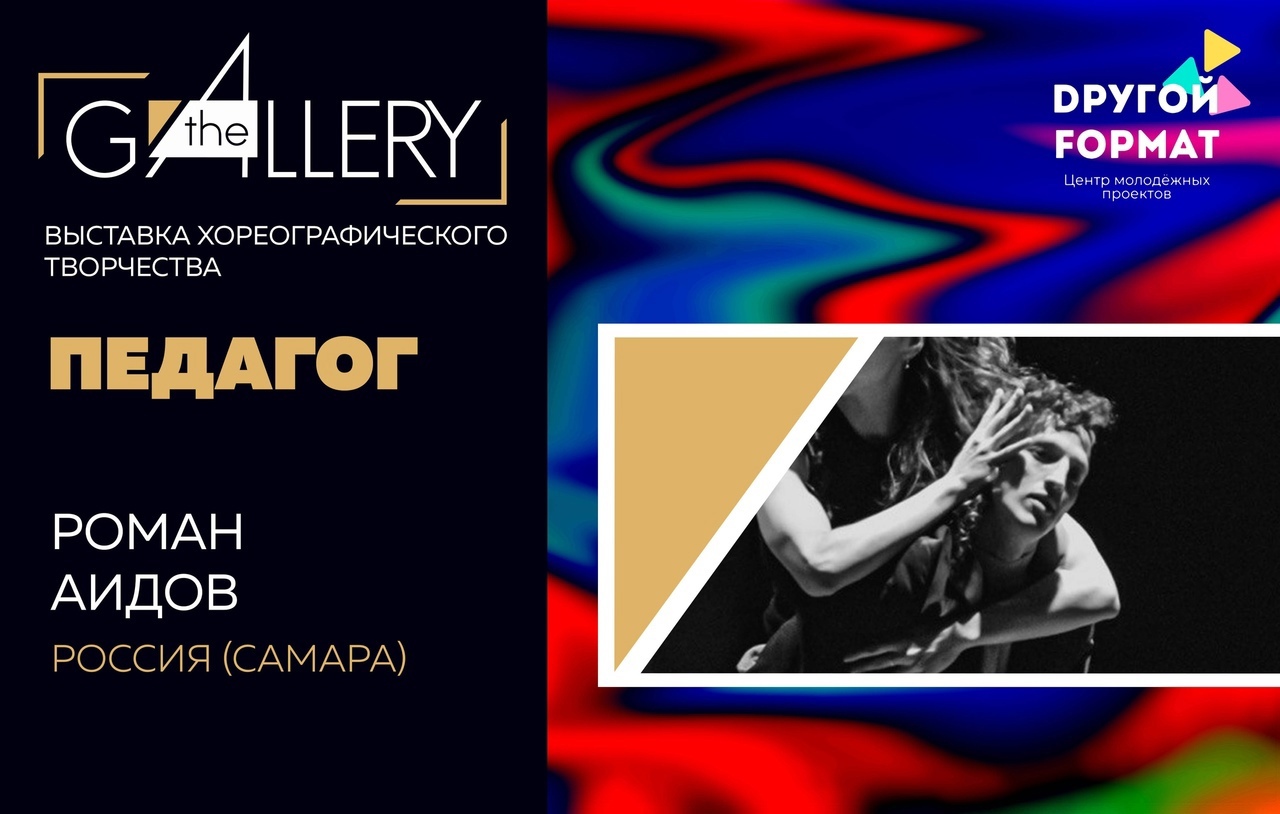 the GALLERY
ВЫСТАВКА ХОРЕОГРАФИЧЕСКОГО
ТВОРЧЕСТВА
ПЕДАГОГ
РОМАН
АИДОВ
РОССИЯ (САМАРА)
DРУГОЙ
FОРМАТ
Центр молодёжных
проектов